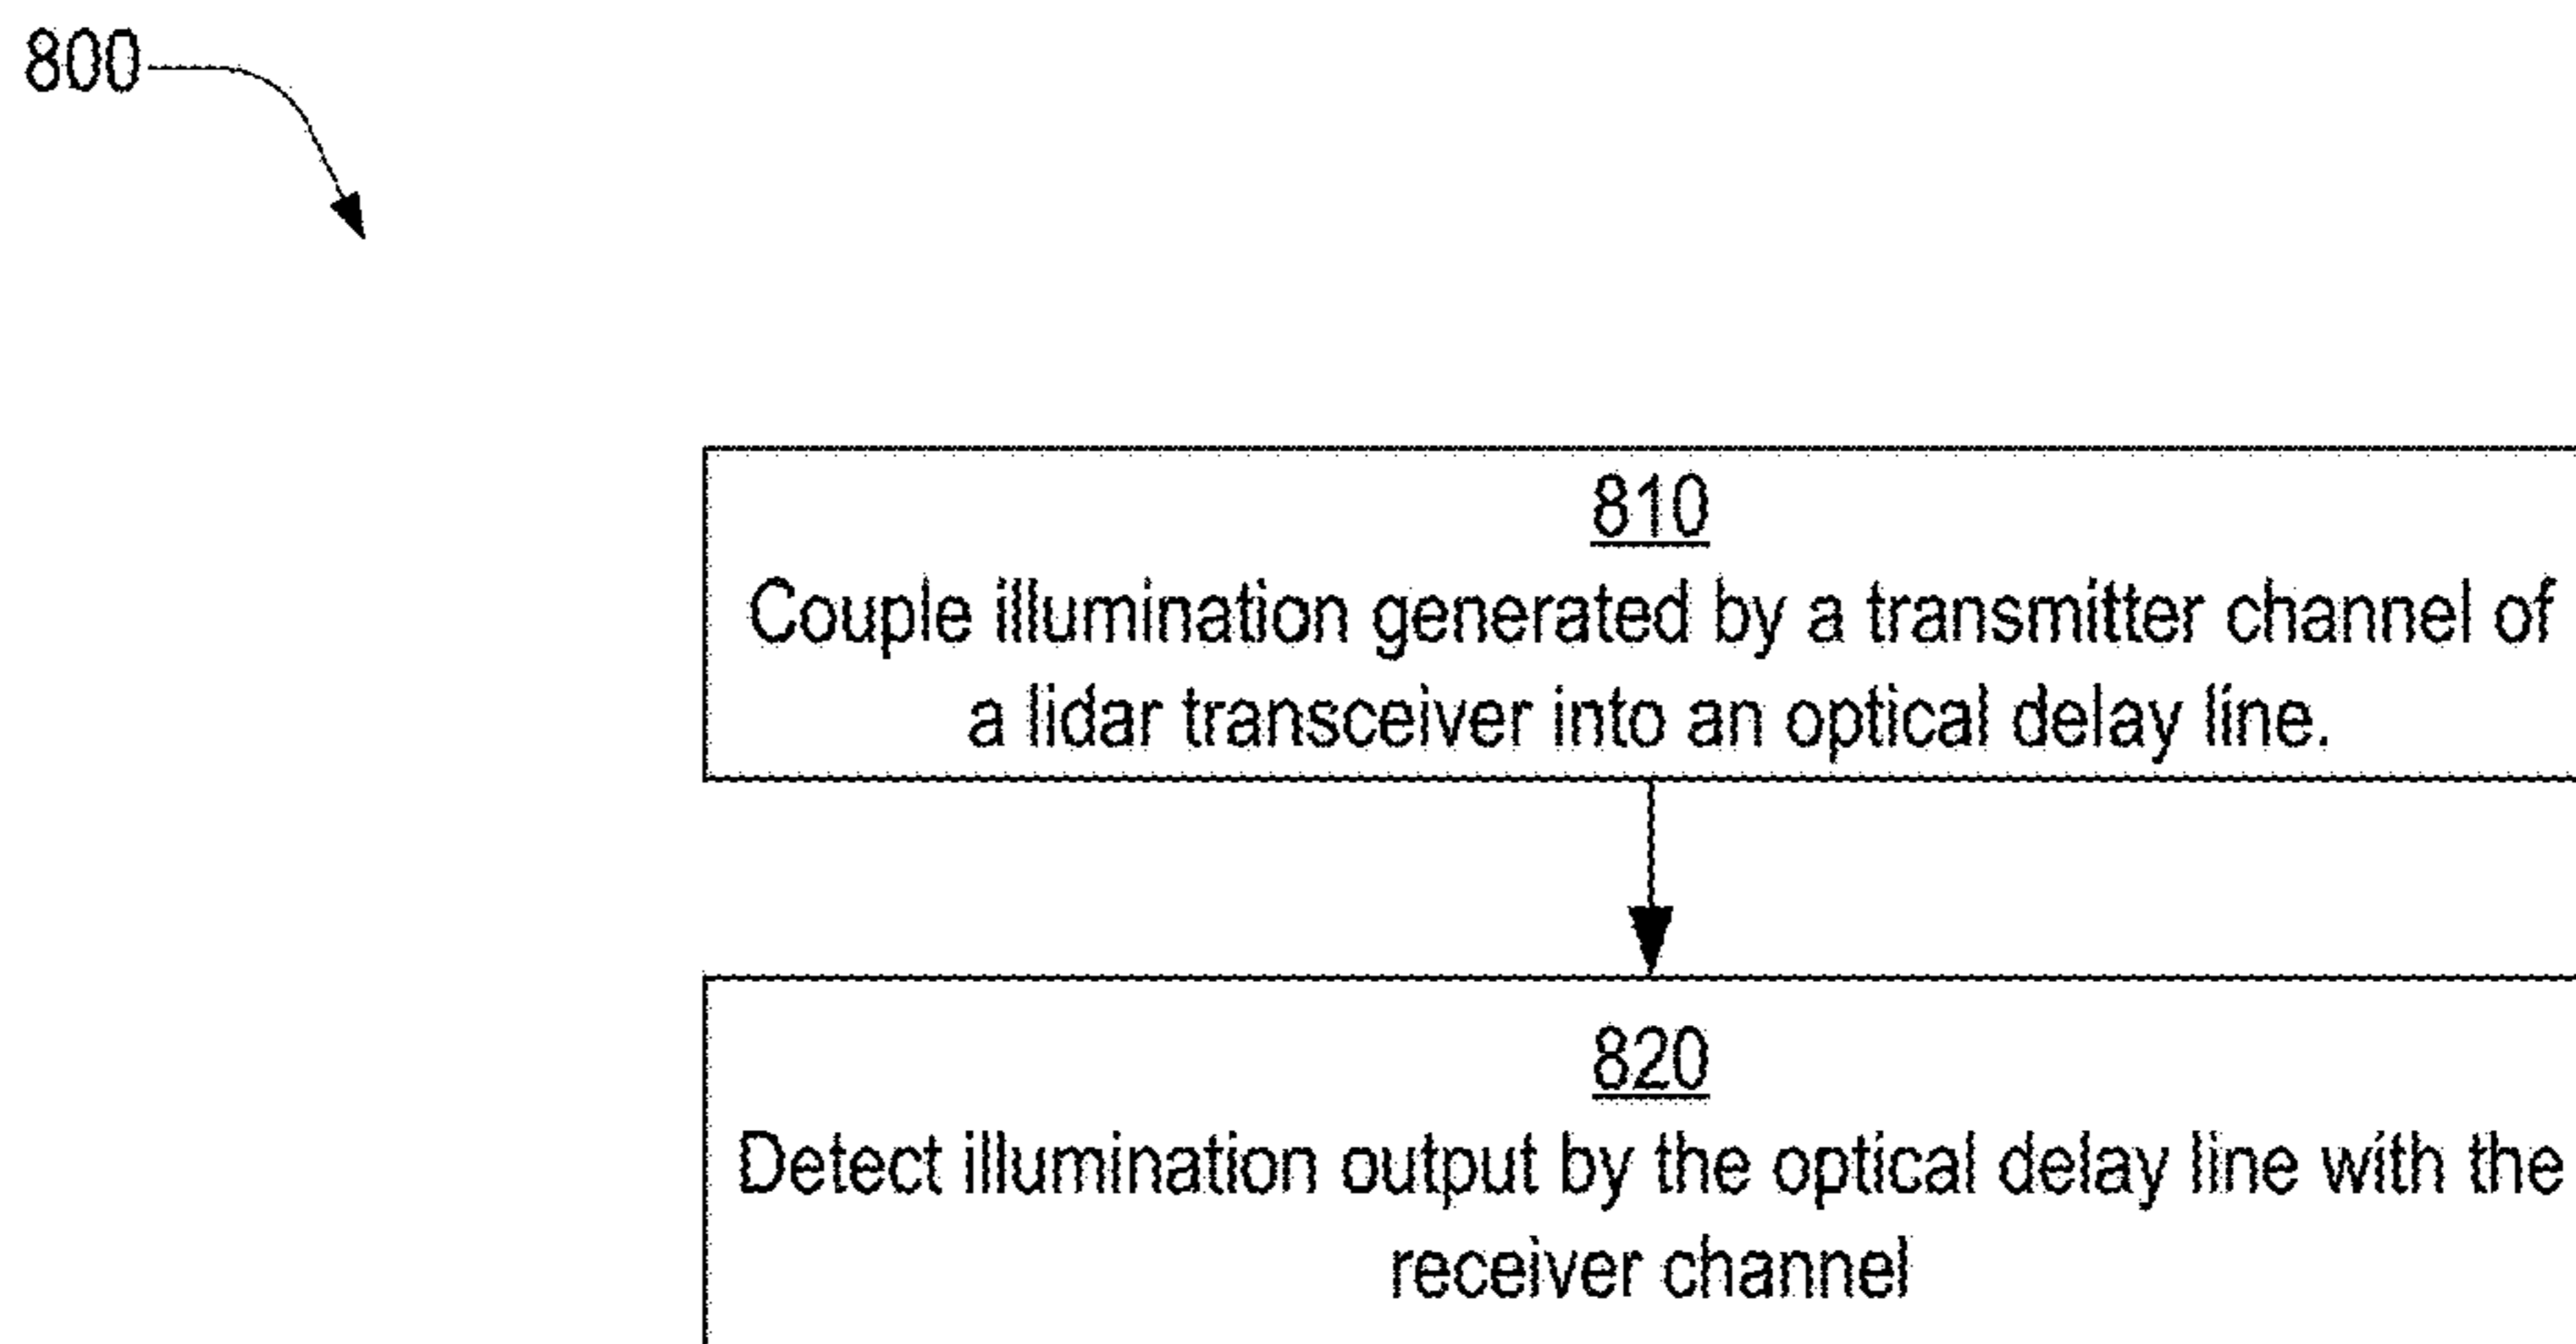 800
810
Couple illumination generated by a transmitter channel of
a lidar transceiver into an optical delay line.
820
Detect illumination output by the optical delay line with the
receiver channel